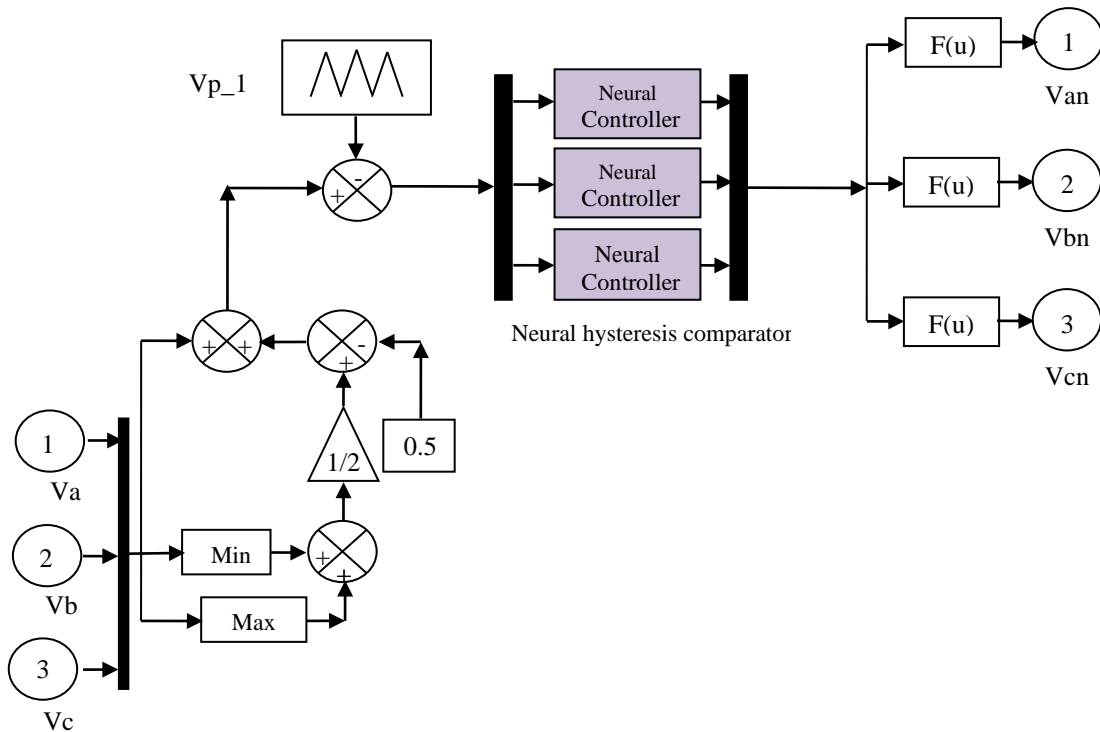 Vp_1
Neural
Controller
Neural
Controller
Neural
Controller
Neural hysteresis comparator
F(u)
1
Van
F(u)
2
Vbn
F(u)
3
Vcn
-
+
+
+
-
+
1/2
0.5
1
Va
2
Vb
3
Vc
Min
Max
+
+